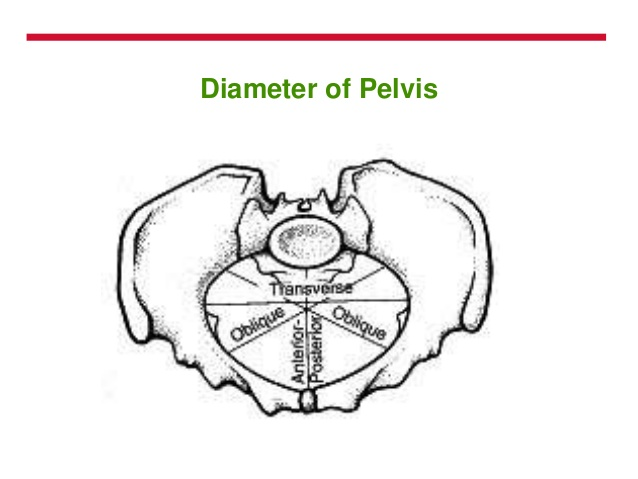 Diameter of Pelvis
Transverse
Oblique
Oblique
Anterior-
Posterior